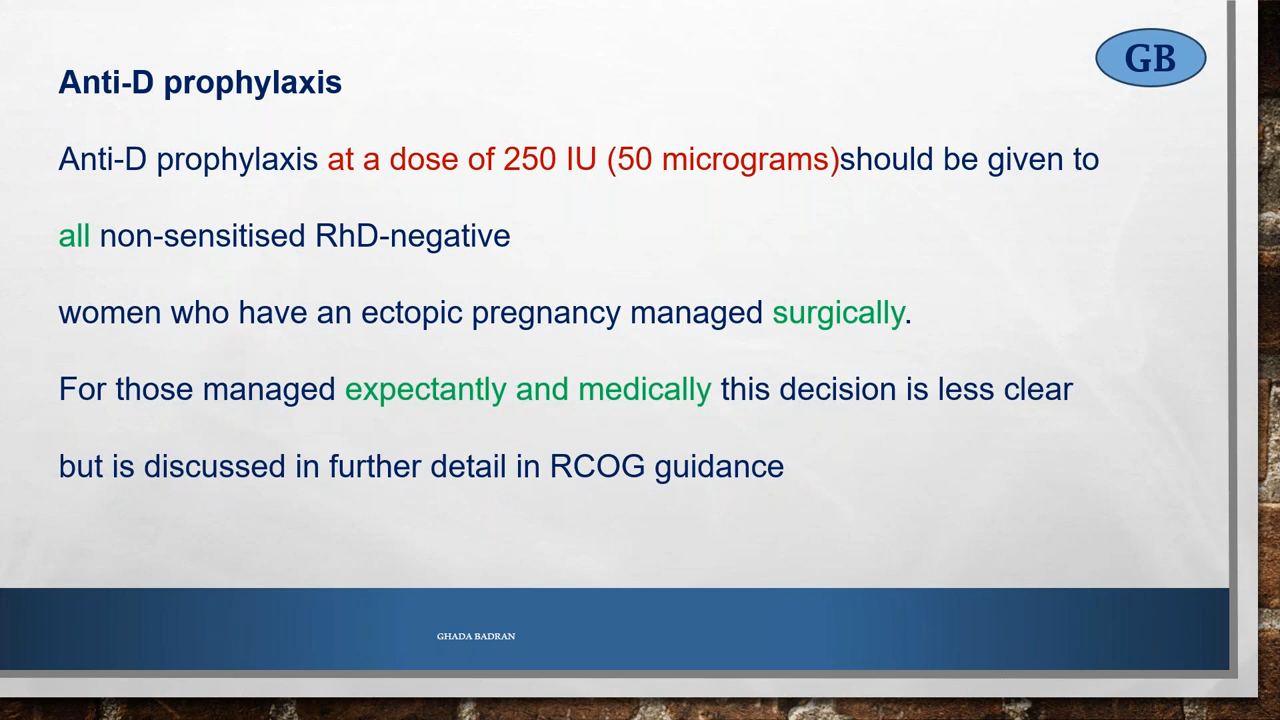 GB
Anti-D prophylaxis
Anti-D prophylaxis at a dose of 250 IU (50 micrograms)should be given to
all non-sensitised RhD-negative
women who have an ectopic pregnancy managed surgically.
For those managed expectantly and medically this decision is less clear
but is discussed in further detail in RCOG guidance
GHADA BADRAN